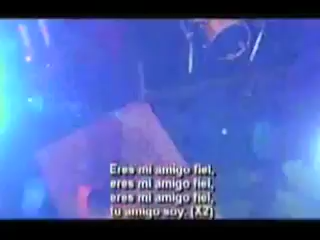 Eres mi amigo fiel,
eres mi amigo fiel,
eres mi amigo fiel,
tu amigo soy. (X2)